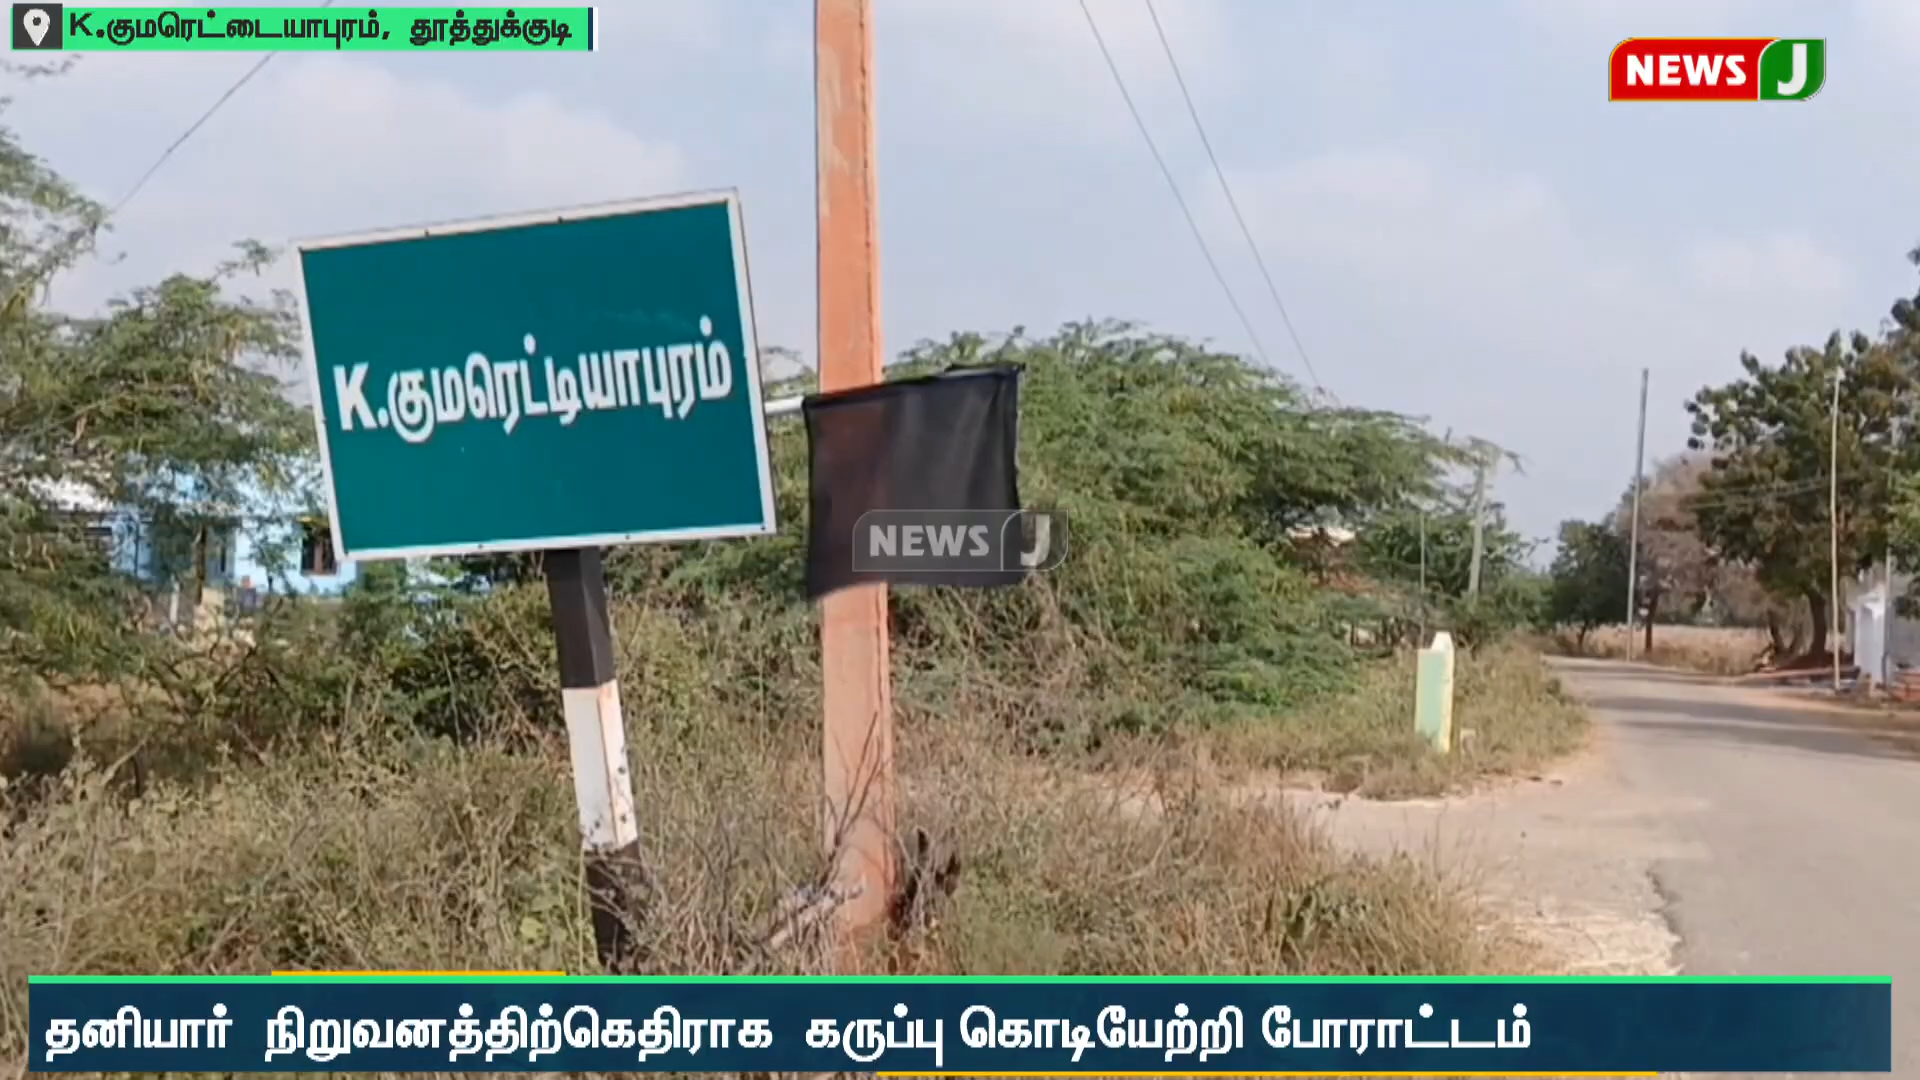 K.குமரெட்டையாபுரம், தூத்துக்குடி
NEWS J
K.குமரெட்டியாபுரம்
NEWS J
தனியார் நிறுவனத்திற்கெதிராக கருப்பு கொடியேற்றி போராட்டம்